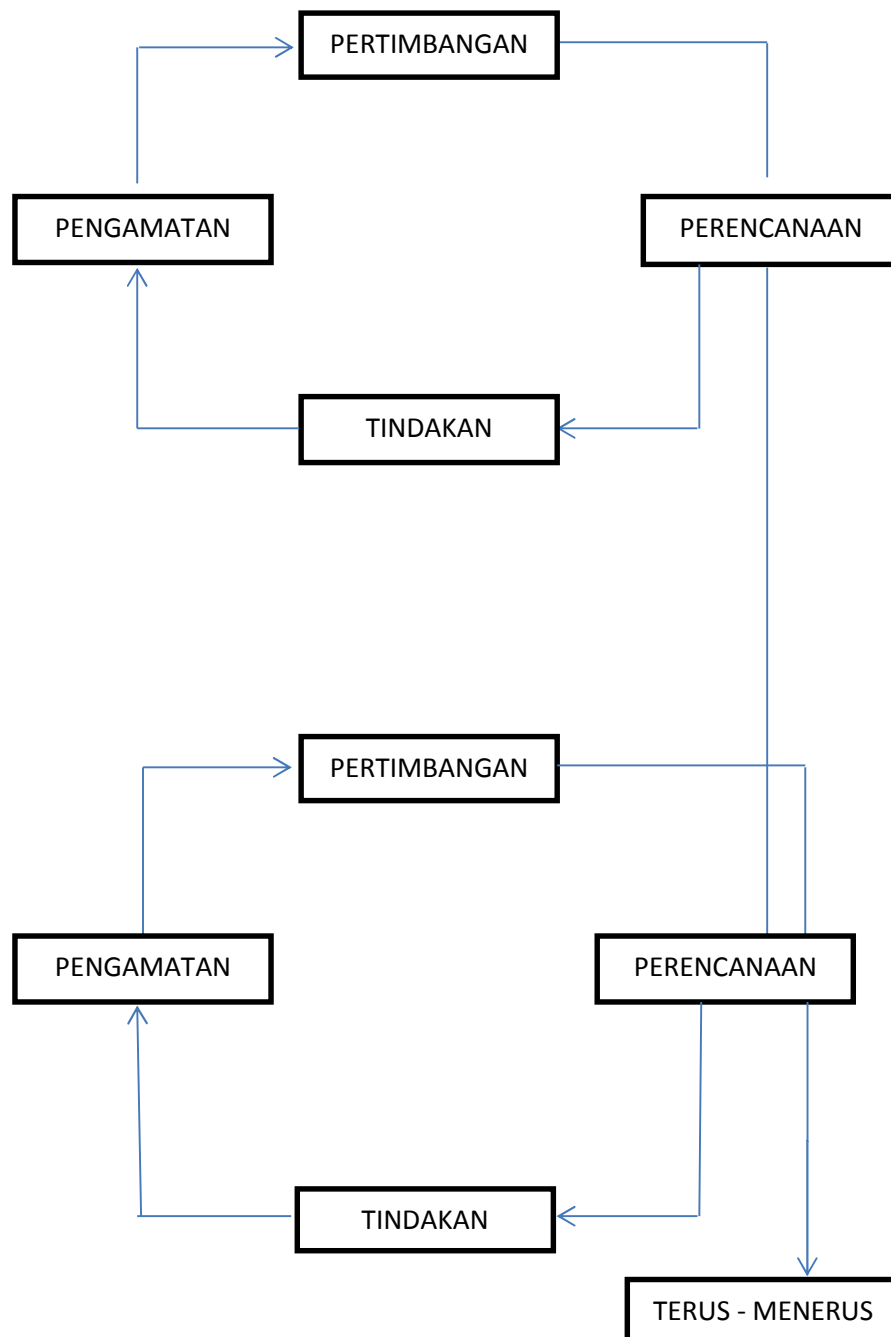 PERTIMBANGAN
PENGAMATAN
PERENCANAAN
TINDAKAN
PERTIMBANGAN
PENGAMATAN
PERENCANAAN
TINDAKAN
TERUS - MENERUS